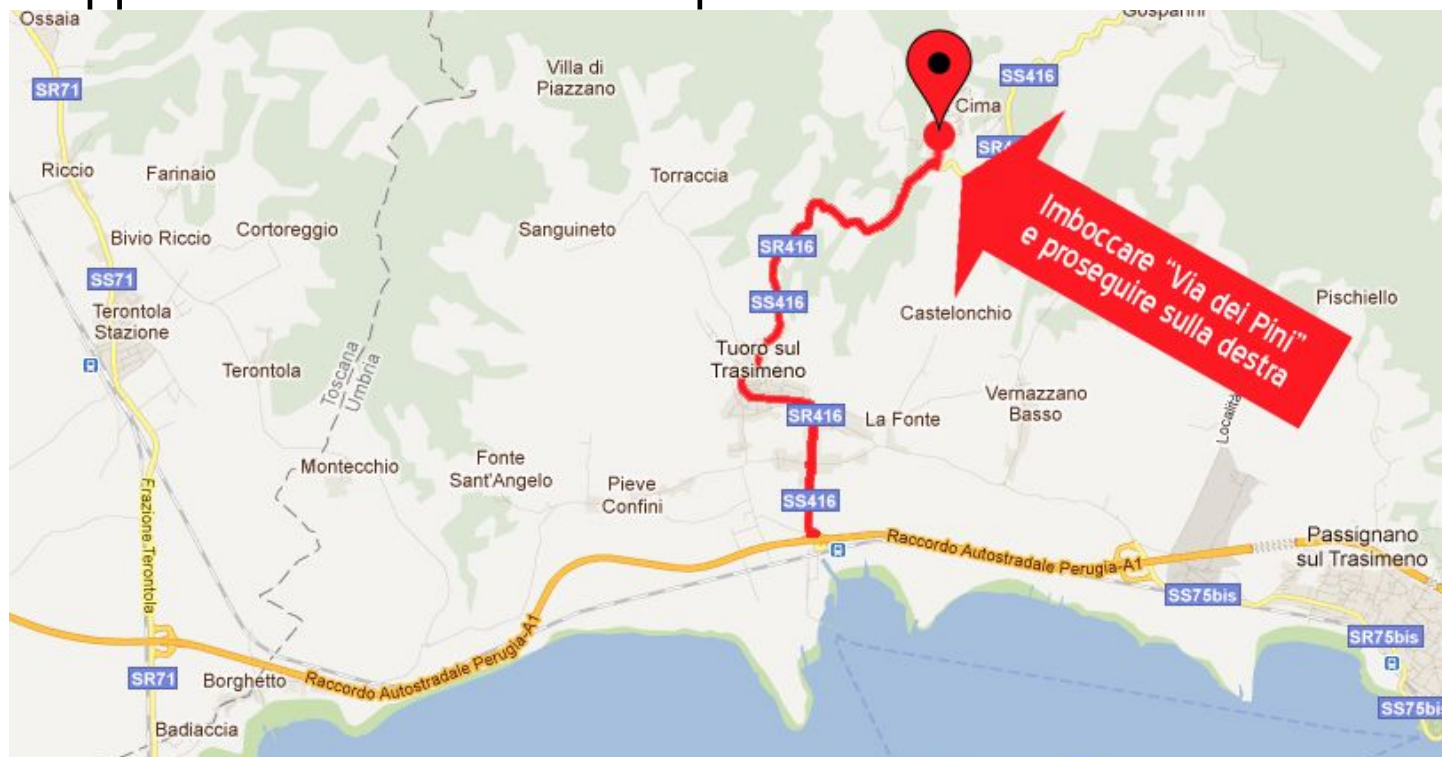 Ossaia
Gosparini
SR71
Villa di
Piazzano
SS416
Cima
Riccio
Farinaio
Torraccia
Imboccare “Via dei Pini”
e proseguire sulla destra
Bivio Riccio
Cortoreggio
Sanguineto
SR416
SS71
SS416
Terontola
Stazione
Castelonchio
Pischiello
Toscana
Umbria
Terontola
Tuoro sul
Trasimeno
Vernazzano
Basso
SR416
La Fonte
Località
Montecchio
Fonte
Sant'Angelo
Pieve
Confini
SS416
Frazione Terontola
Raccordo Autostradale Perugia-A1
Passignano
sul Trasimeno
SS75bis
SR75bis
Raccordo Autostradale Perugia-A1
SR71
Borghetto
Badiaccia